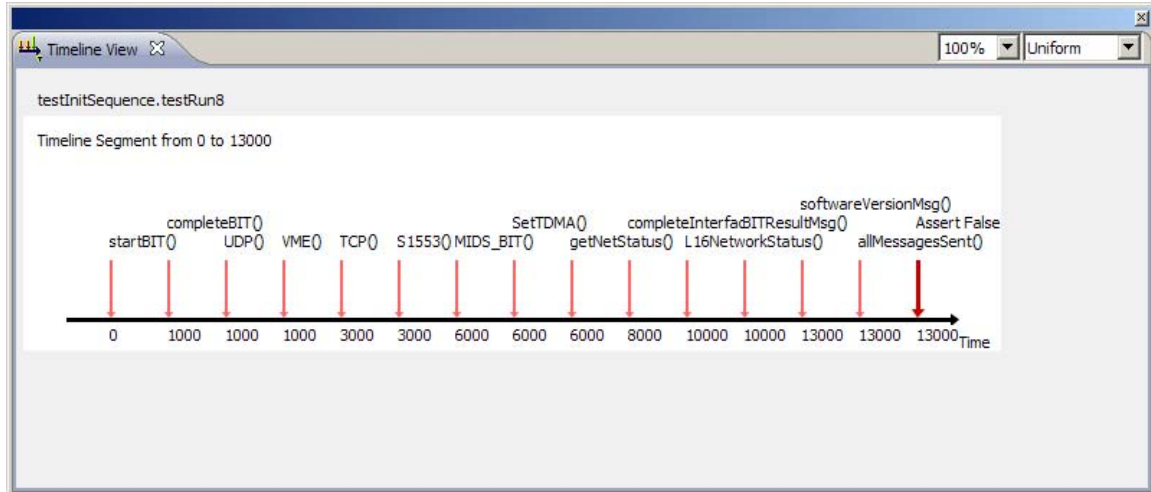 Timeline View
100% Uniform
testInitSequence.testRun8
Timeline Segment from 0 to 13000
softwareVersionMsg()
completeBIT() SetTDMA() completeInterfac BITResultMsg() Assert False
startBIT() UDP() VME() TCP() S1553() MIDS_BIT() getNetStatus() L16NetworkStatus() allMessagesSent()
0 1000 1000 1000 3000 3000 6000 6000 6000 8000 10000 10000 13000 13000 13000 Time